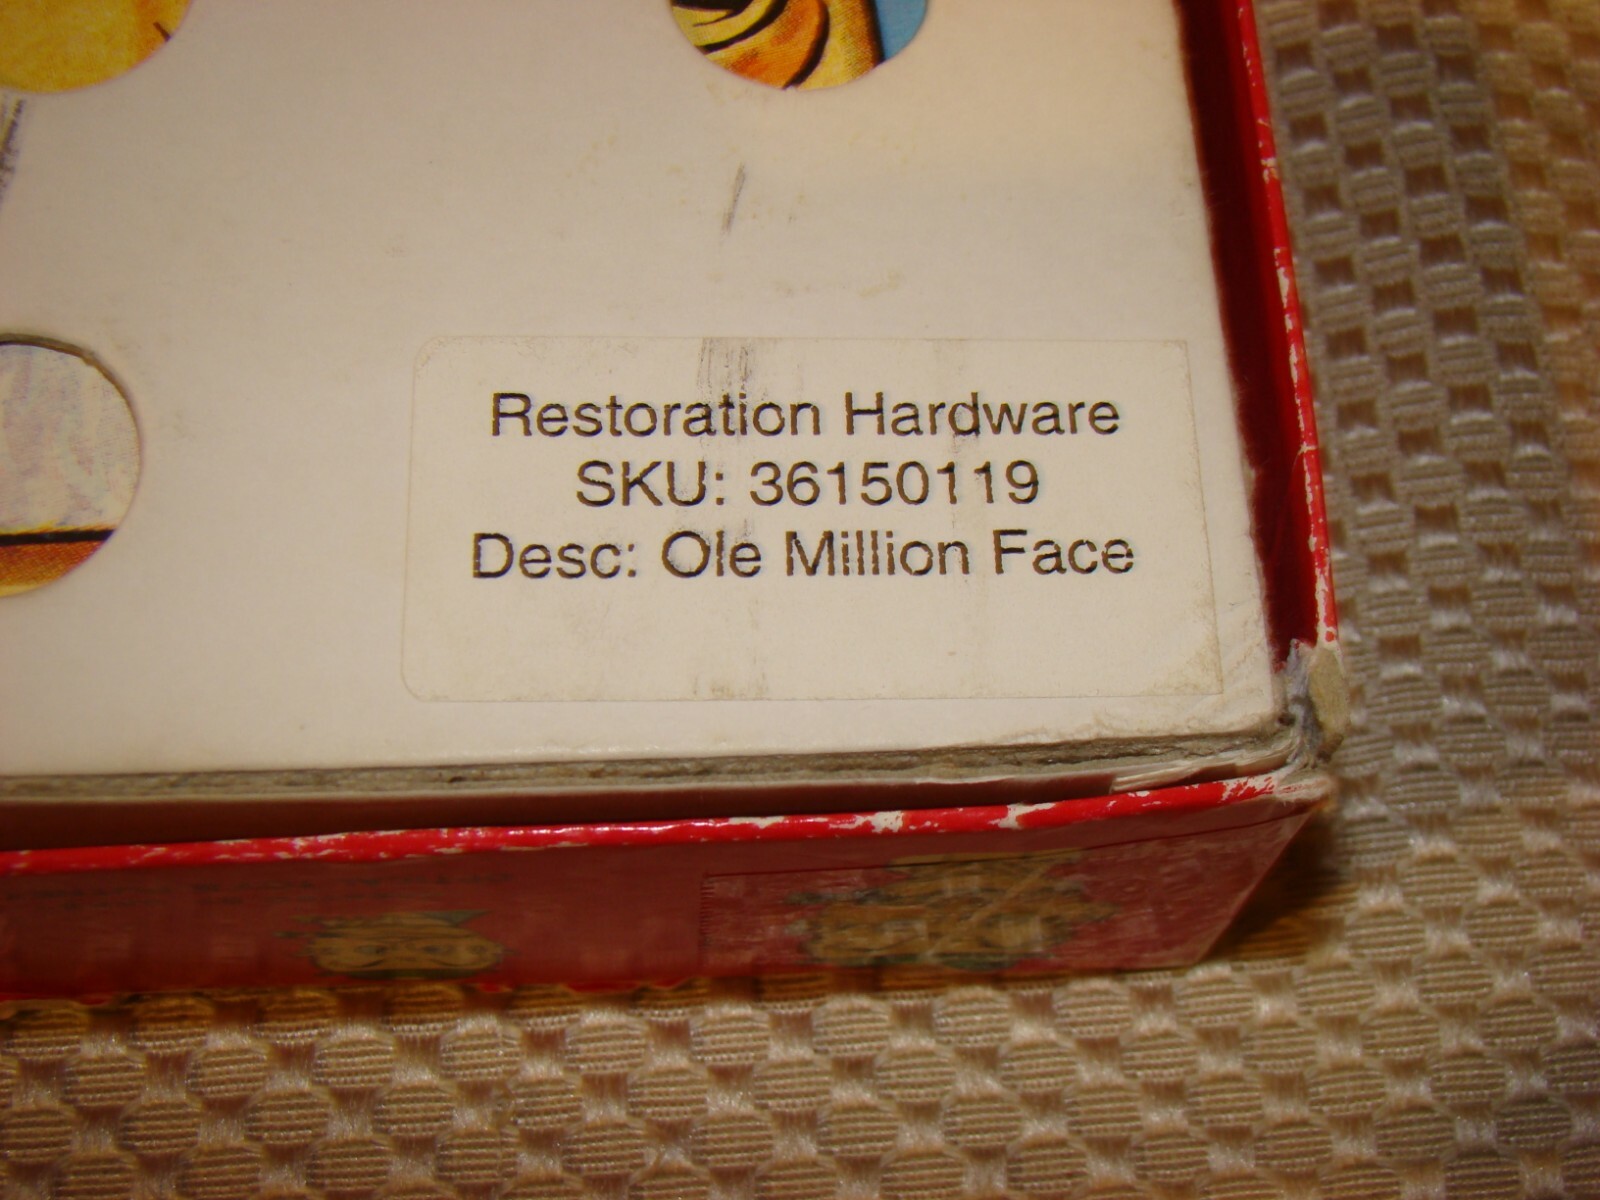 Restoration Hardware
SKU: 36150119
Desc: Ole Million Face